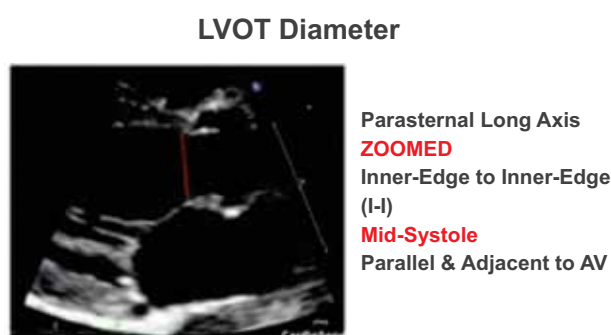 LVOT Diameter
Parasternal Long Axis
ZOOMED
Inner-Edge to Inner-Edge
(I-I)
Mid-Systole
Parallel & Adjacent to AV